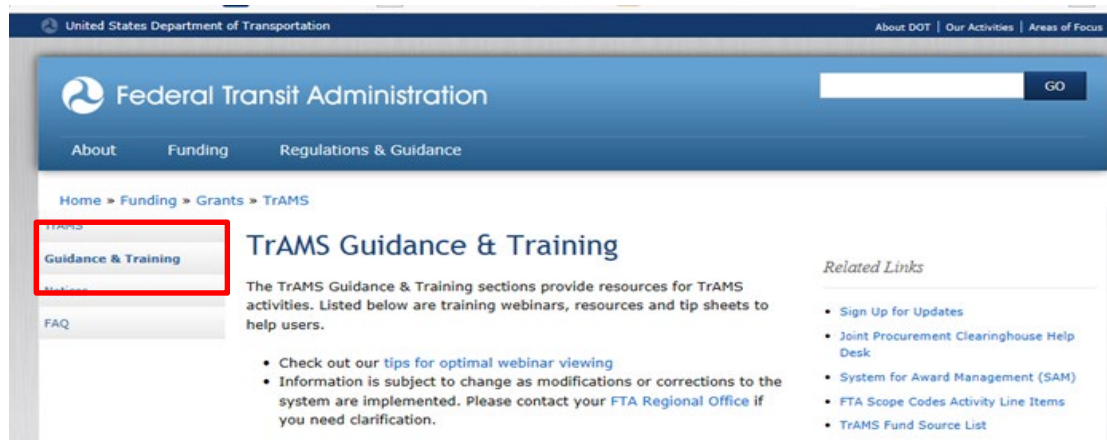 United States Department of Transportation
About DOT | Our Activities | Areas of Focus
Federal Transit Administration
GO
About Funding Regulations & Guidance
Home » Funding » Grants » TrAMS
TrAMS
Guidance & Training
Notices
FAQ
TrAMS Guidance & Training
The TrAMS Guidance & Training sections provide resources for TrAMS
activities. Listed below are training webinars, resources and tip sheets to
help users.
• Check out our tips for optimal webinar viewing
• Information is subject to change as modifications or corrections to the
system are implemented. Please contact your FTA Regional Office if
you need clarification.
Related Links
• Sign Up for Updates
• Joint Procurement Clearinghouse Help
Desk
• System for Award Management (SAM)
• FTA Scope Codes Activity Line Items
• TrAMS Fund Source List